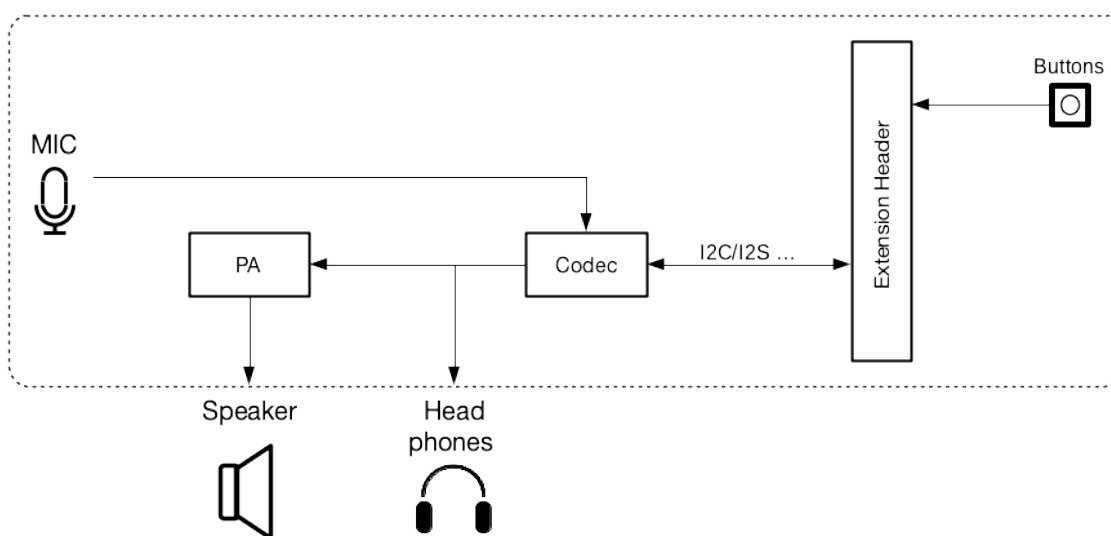 Buttons
MIC
Extension Header
PA
Codec
I2C/I2S ...
Speaker
Head
phones